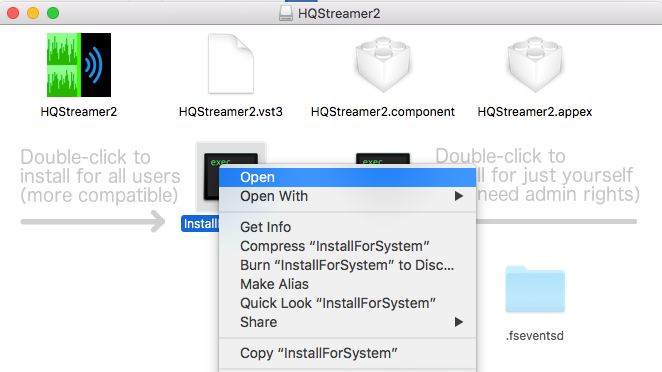 HQStreamer2
HQStreamer2
HQStreamer2.vst3
HQStreamer2.component
HQStreamer2.appex
Double-click to
install for all users
(more compatible)
exec
exec
Double-click to
ll for just yourself
need admin rights)
Install
Open
Open With
Get Info
Compress “InstallForSystem”
Burn “InstallForSystem” to Disc...
Make Alias
Quick Look “InstallForSystem”
Share
Copy “InstallForSystem”
.fseventsd